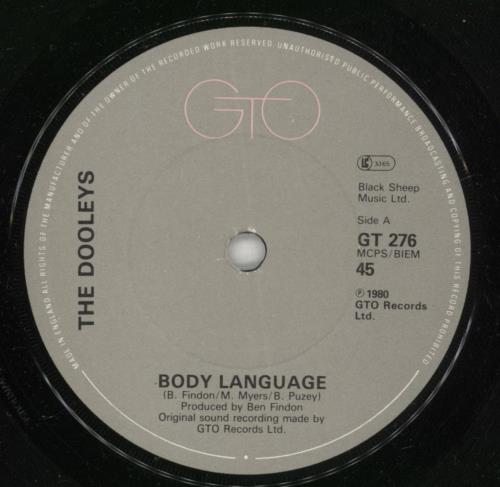 MADE IN ENGLAND ALL RIGHTS OF THE MANUFACTURER AND OF THE OWNER OF THE RECORDED WORK RESERVED. UNAUTHORISED PUBLIC PERFORMANCE BROADCASTING AND COPYING OF THIS RECORD PROHIBITED
GTO
THE DOOLEYS
LC 3365
Black Sheep
Music Ltd.
Side A
GT 276
MCPS/BIEM
45
℗ 1980
GTO Records
Ltd.
BODY LANGUAGE
(B. Findon/M. Myers/B. Puzey)
Produced by Ben Findon
Original sound recording made by
GTO Records Ltd.